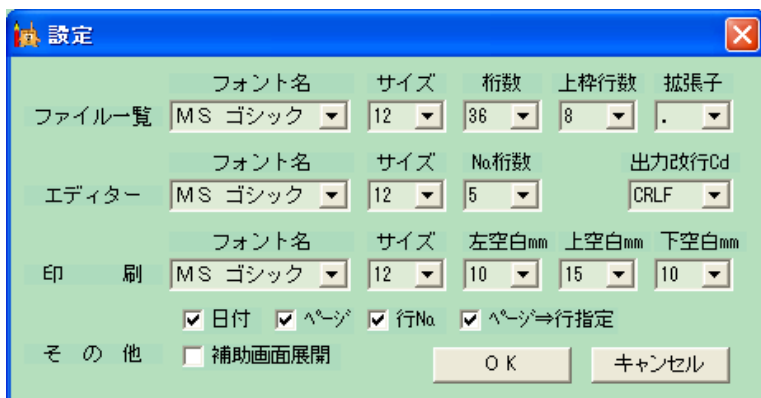 設定
フォント名 サイズ 桁数 上枠行数 拡張子
ファイル一覧 MS ゴシック 12 36 8 .
フォント名 サイズ №桁数 出力改行Cd
エディター MS ゴシック 12 5 CRLF
フォント名 サイズ 左空白mm 上空白mm 下空白mm
印 刷 MS ゴシック 12 10 15 10
日付 ﾍﾟｰｼﾞ 行№ ﾍﾟｰｼﾞ⇒行指定
そ の 他 補助画面展開 OK キャンセル